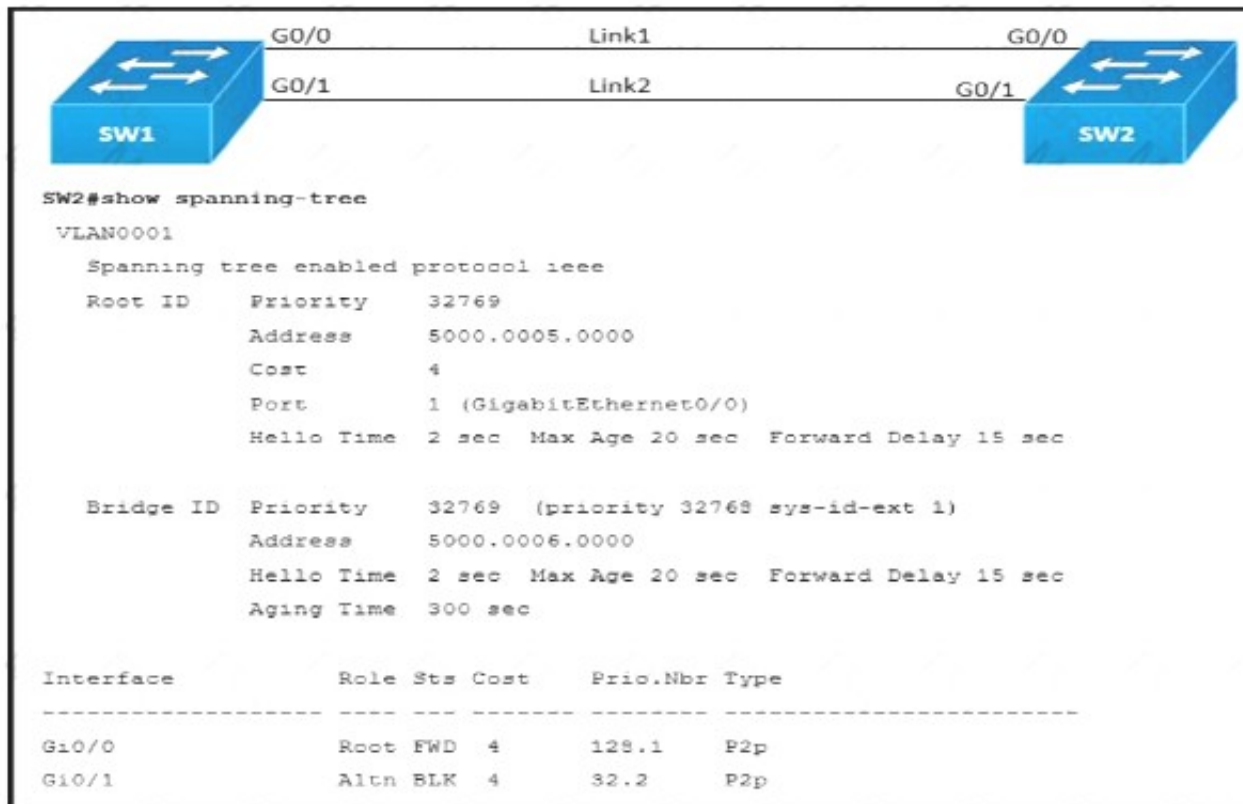 G0/0 Link1 G0/0
G0/1 Link2 G0/1
SW1 SW2
SW2#show spanning-tree
VLAN0001
Spanning tree enabled protocol ieee
Root ID Priority 32769
Address 5000.0005.0000
Cost 4
Port 1 (GigabitEthernet0/0)
Hello Time 2 sec Max Age 20 sec Forward Delay 15 sec
Bridge ID Priority 32769 (priority 32768 sys-id-ext 1)
Address 5000.0006.0000
Hello Time 2 sec Max Age 20 sec Forward Delay 15 sec
Aging Time 300 sec
Interface Role Sts Cost Prio.Nbr Type
------------------- ---- --- ------- -------- ------------------------
Gi0/0 Root FWD 4 128.1 P2p
Gi0/1 Altn BLK 4 32.2 P2p